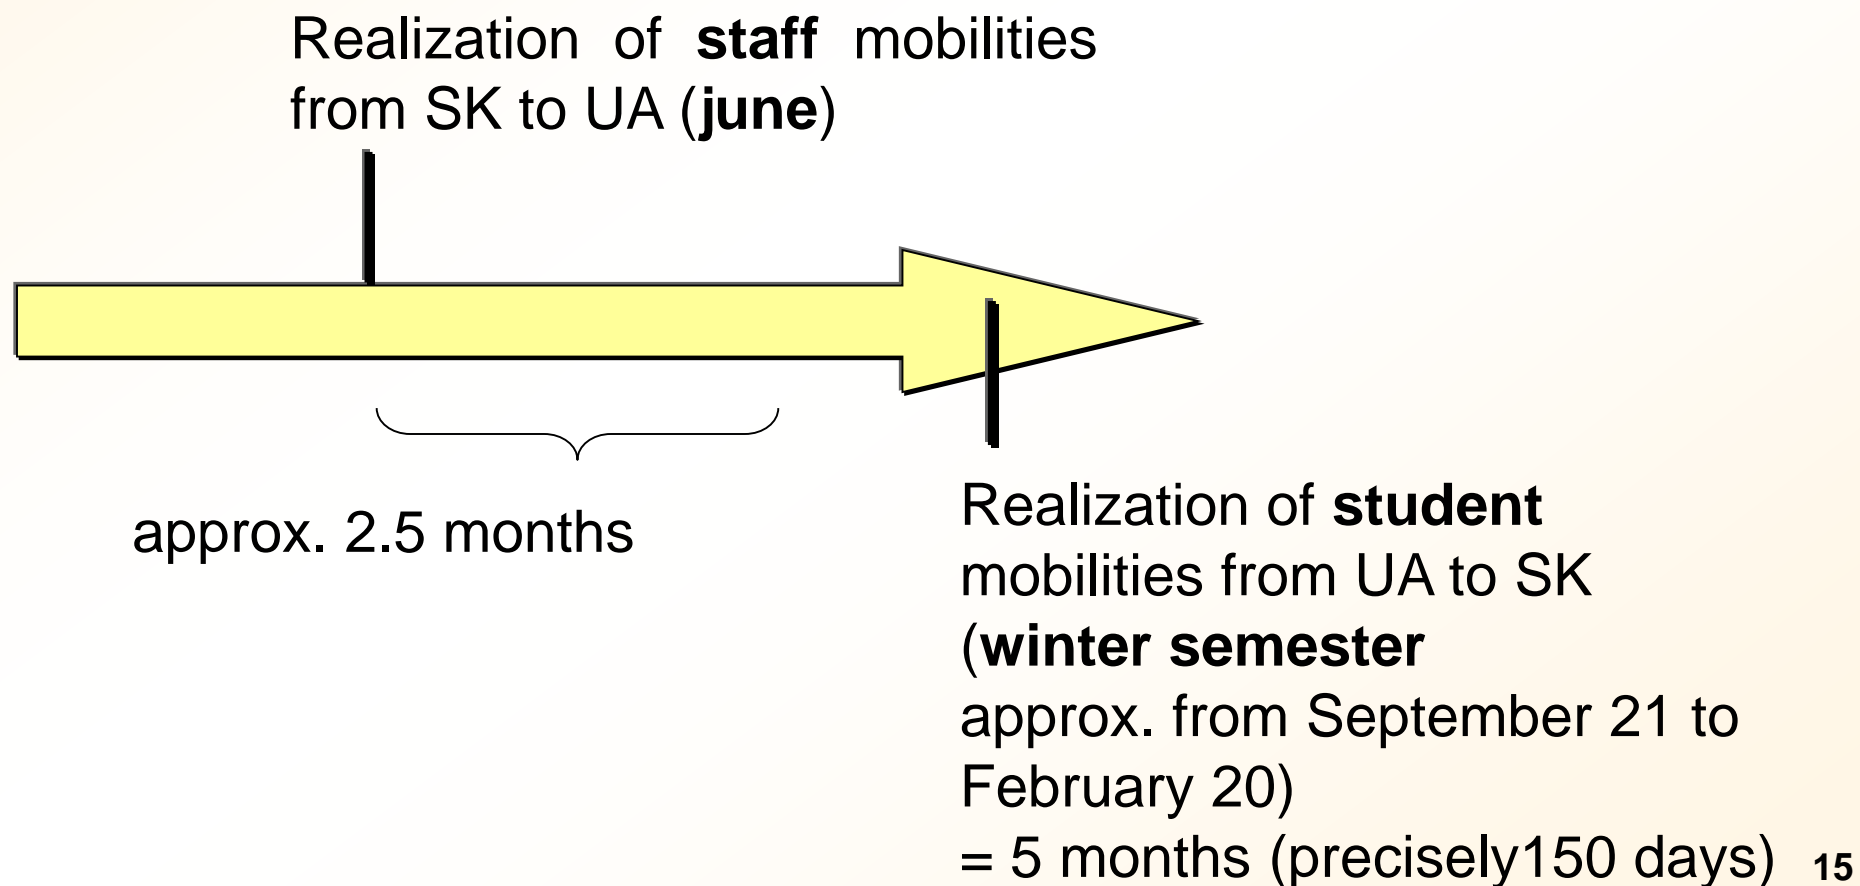 Realization of staff mobilities
from SK to UA (june)
approx. 2.5 months
Realization of student
mobilities from UA to SK
(winter semester
approx. from September 21 to
February 20)
= 5 months (precisely150 days)
15